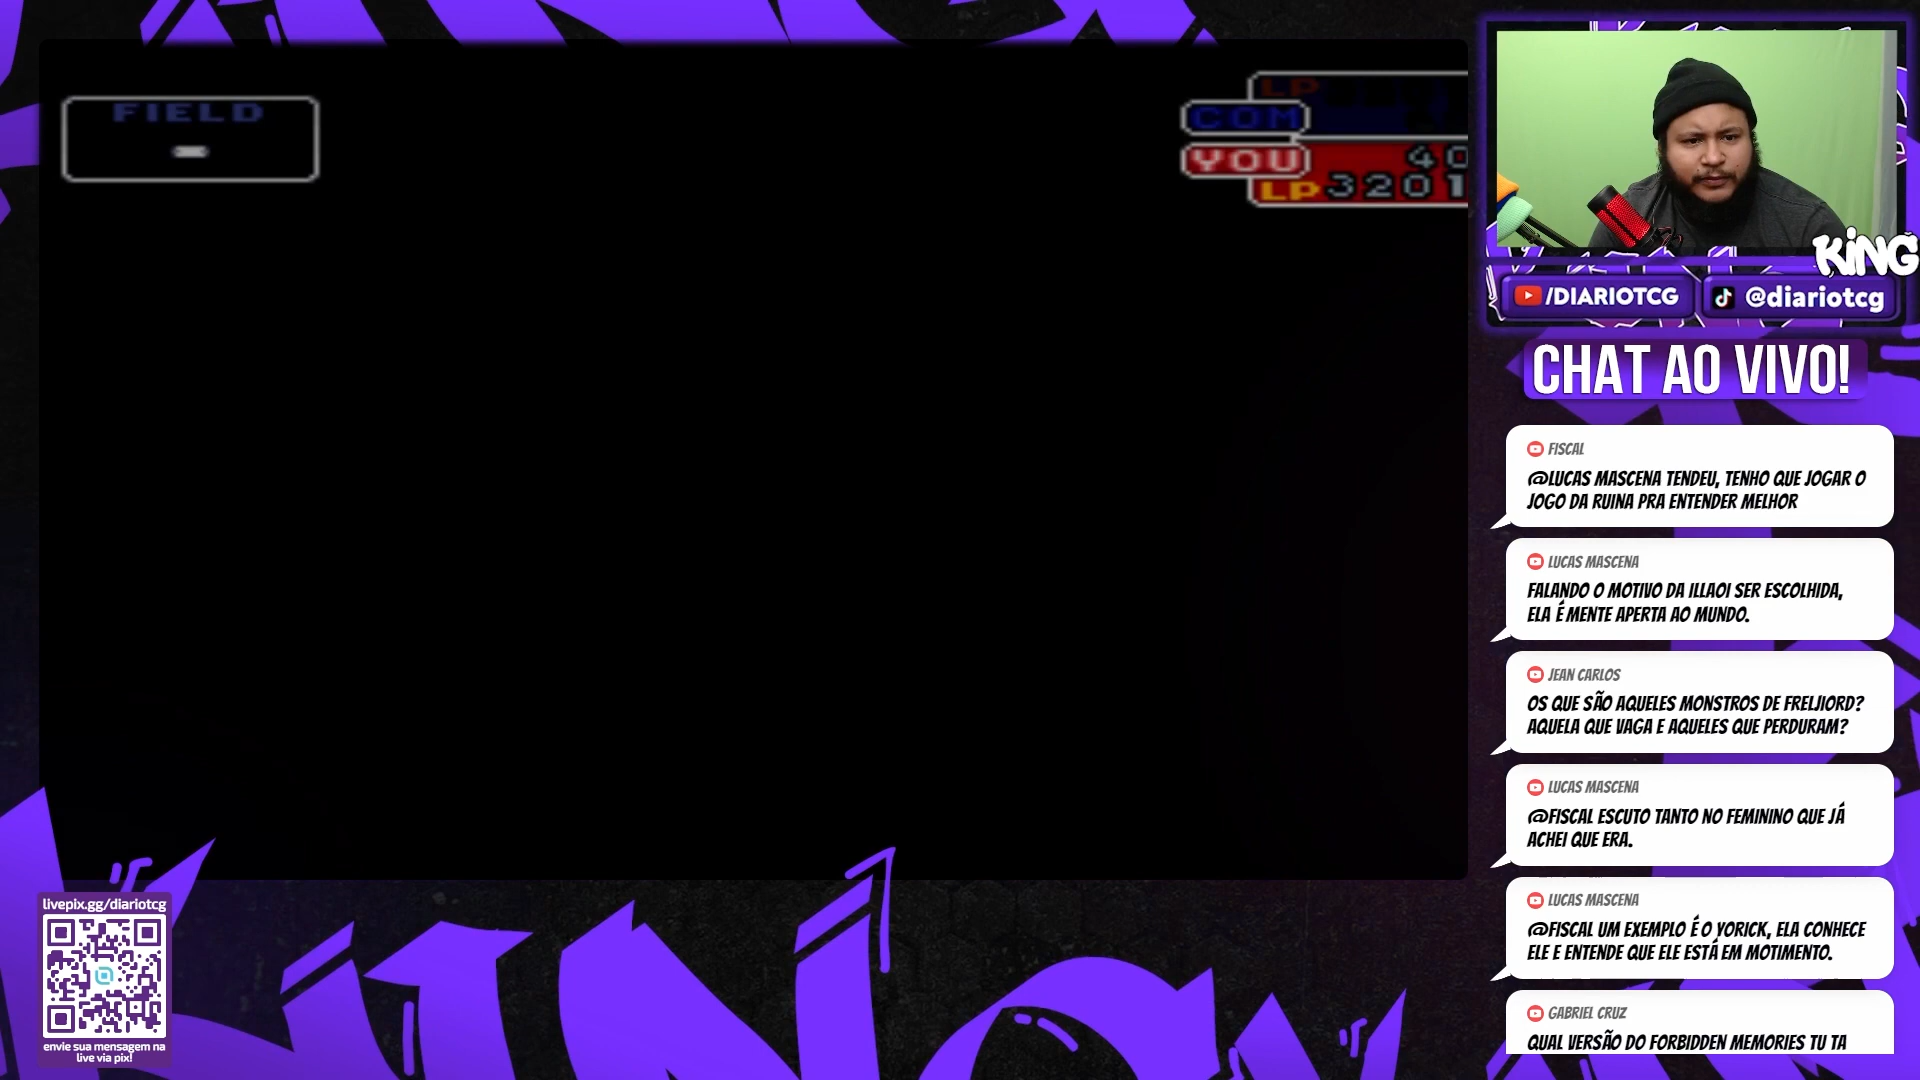 FIELD
LP
COM
YOU 40
LP 3201
KING
/DIARIOTCG
@diariotcg
CHAT AO VIVO!
FISCAL
@LUCAS MASCENA TENDEU, TENHO QUE JOGAR O
JOGO DA RUINA PRA ENTENDER MELHOR
LUCAS MASCENA
FALANDO O MOTIVO DA ILLAOI SER ESCOLHIDA,
ELA É MENTE APERTA AO MUNDO.
JEAN CARLOS
OS QUE SÃO AQUELES MONSTROS DE FRELJIORD?
AQUELA QUE VAGA E AQUELES QUE PERDURAM?
LUCAS MASCENA
@FISCAL ESCUTO TANTO NO FEMININO QUE JÁ
ACHEI QUE ERA.
LUCAS MASCENA
@FISCAL UM EXEMPLO É O YORICK, ELA CONHECE
ELE E ENTENDE QUE ELE ESTÁ EM MOTIMENTO.
GABRIEL CRUZ
QUAL VERSÃO DO FORBIDDEN MEMORIES TU TA
livepix.gg/diariotcg
envie sua mensagem na
live via pix!